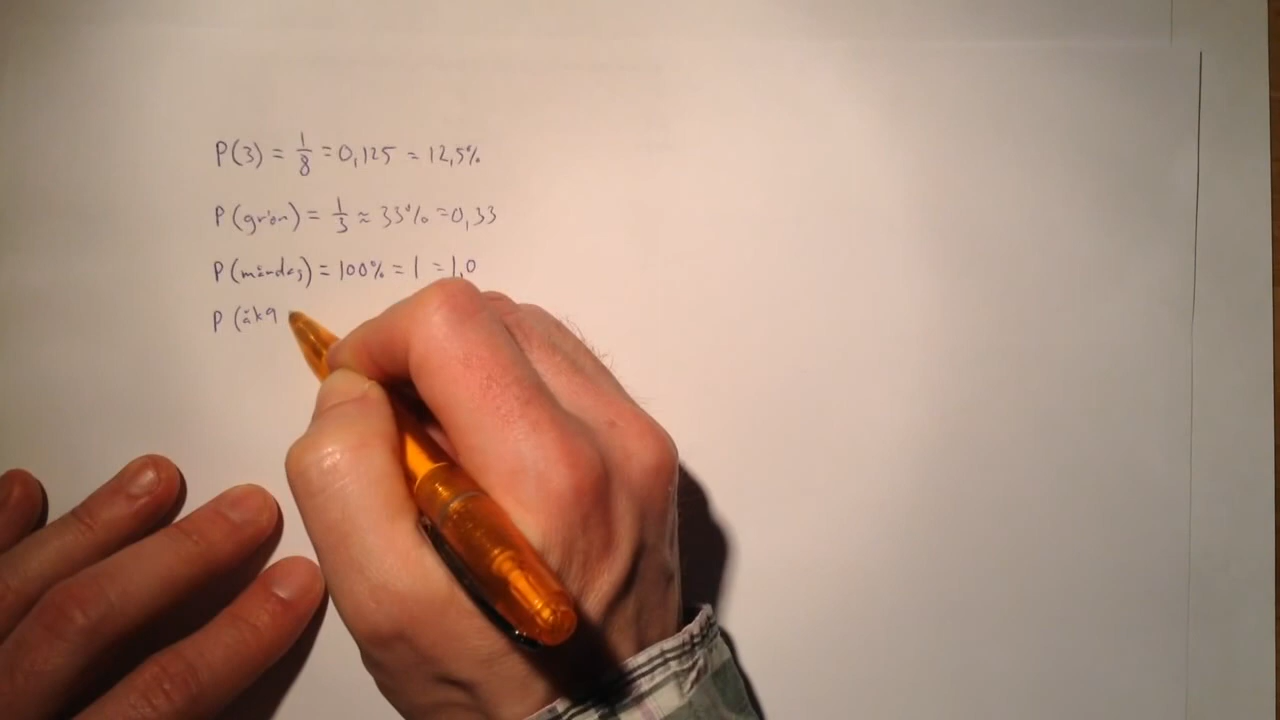 P(3) = 1/8 = 0,125 = 12,5%
P(grön) = 1/3 ≈ 33% = 0,33
P(måndag) = 100% = 1 = 1,0
P (åka